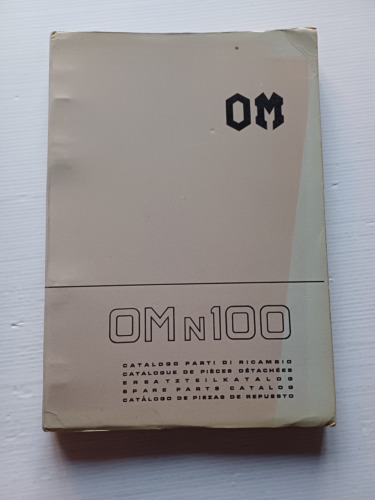 OM
OM N 100
CATALOGO PARTI DI RICAMBIO
CATALOGUE DE PIÈCES DÉTACHÉES
ERSATZTEILKATALOG
SPARE PARTS CATALOG
CATÁLOGO DE PIEZAS DE REPUESTO